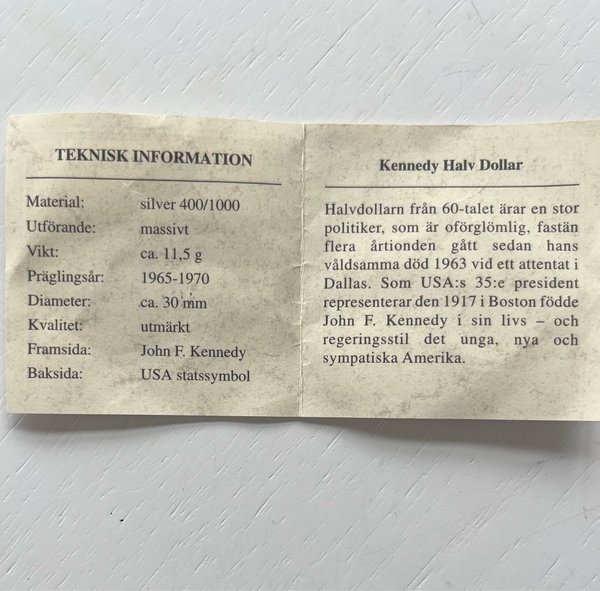 TEKNISK INFORMATION
Material: silver 400/1000
Utförande: massivt
Vikt: ca. 11,5 g
Präglingsår: 1965-1970
Diameter: ca. 30 mm
Kvalitet: utmärkt
Framsida: John F. Kennedy
Baksida: USA statssymbol
Kennedy Halv Dollar
Halvdollarn från 60-talet ärar en stor
politiker, som är oförglömlig, fastän
flera årtionden gått sedan hans
våldsamma död 1963 vid ett attentat i
Dallas. Som USA:s 35:e president
representerar den 1917 i Boston födde
John F. Kennedy i sin livs – och
regeringsstil det unga, nya och
sympatiska Amerika.